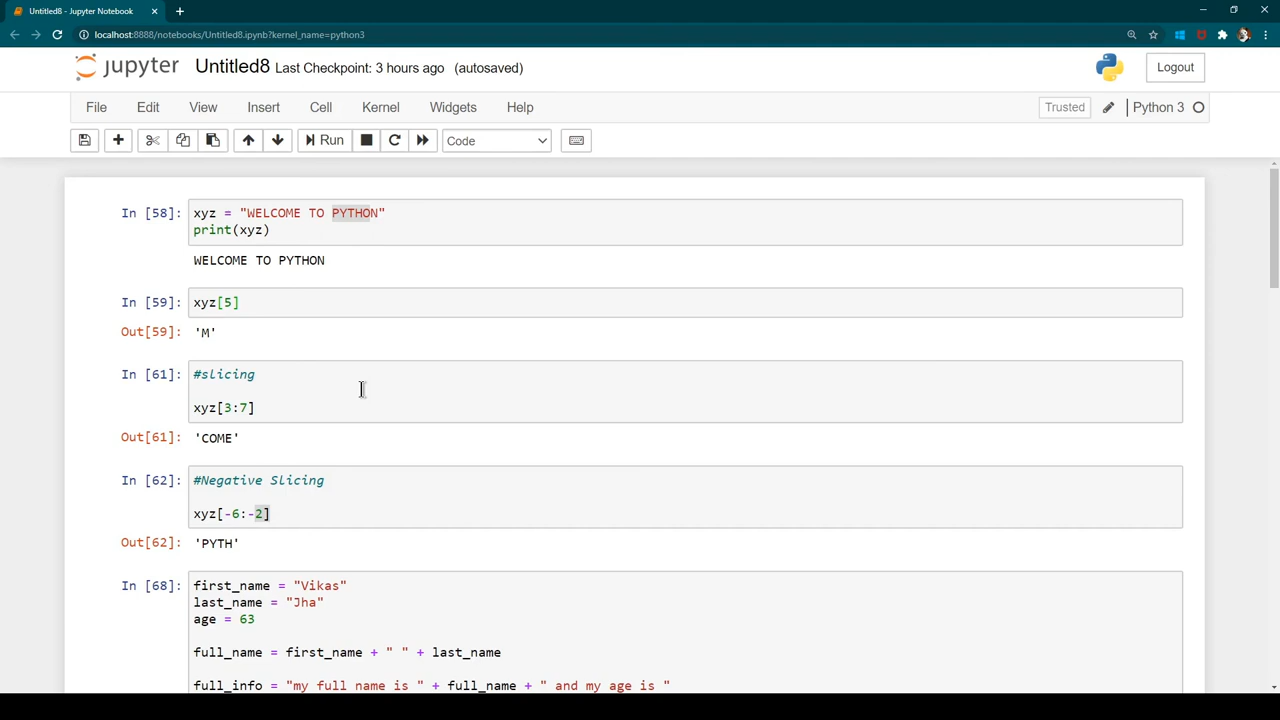 Untitled8 - Jupyter Notebook
localhost:8888/notebooks/Untitled8.ipynb?kernel_name=python3
jupyter Untitled8 Last Checkpoint: 3 hours ago (autosaved)
Logout
File Edit View Insert Cell Kernel Widgets Help
Trusted
Python 3
Run
Code
In [58]: xyz = "WELCOME TO PYTHON"
print(xyz)
WELCOME TO PYTHON
In [59]: xyz[5]
Out[59]: 'M'
In [61]: #slicing
xyz[3:7]
Out[61]: 'COME'
In [62]: #Negative Slicing
xyz[-6:-2]
Out[62]: 'PYTH'
In [68]: first_name = "Vikas"
last_name = "Jha"
age = 63
full_name = first_name + " " + last_name
full_info = "my full name is " + full_name + " and my age is "